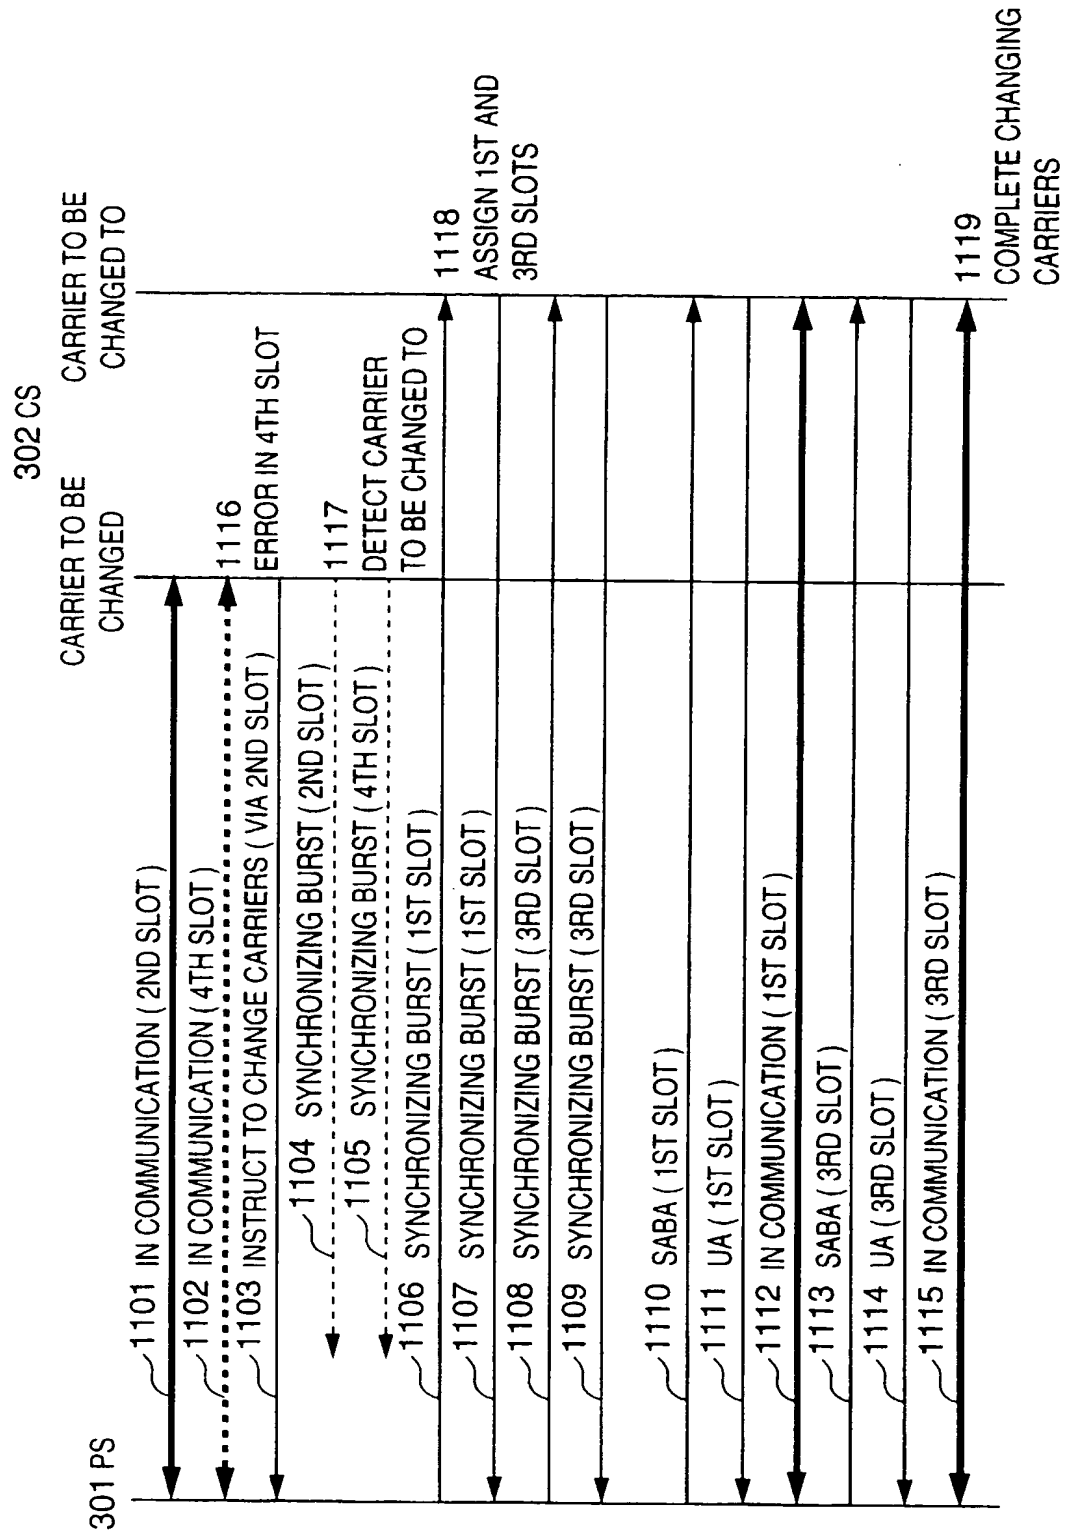 302 CS
301 PS
CARRIER TO BE
CHANGED
CARRIER TO BE
CHANGED TO
1101 IN COMMUNICATION ( 2ND SLOT )
1102 IN COMMUNICATION ( 4TH SLOT )
1116
ERROR IN 4TH SLOT
1103 INSTRUCT TO CHANGE CARRIERS ( VIA 2ND SLOT )
1104 SYNCHRONIZING BURST ( 2ND SLOT )
1117
DETECT CARRIER
TO BE CHANGED TO
1105 SYNCHRONIZING BURST ( 4TH SLOT )
1106 SYNCHRONIZING BURST ( 1ST SLOT )
1118
ASSIGN 1ST AND
3RD SLOTS
1107 SYNCHRONIZING BURST ( 1ST SLOT )
1108 SYNCHRONIZING BURST ( 3RD SLOT )
1109 SYNCHRONIZING BURST ( 3RD SLOT )
1110 SABA ( 1ST SLOT )
1111 UA ( 1ST SLOT )
1112 IN COMMUNICATION ( 1ST SLOT )
1113 SABA ( 3RD SLOT )
1114 UA ( 3RD SLOT )
1115 IN COMMUNICATION ( 3RD SLOT )
1119
COMPLETE CHANGING
CARRIERS